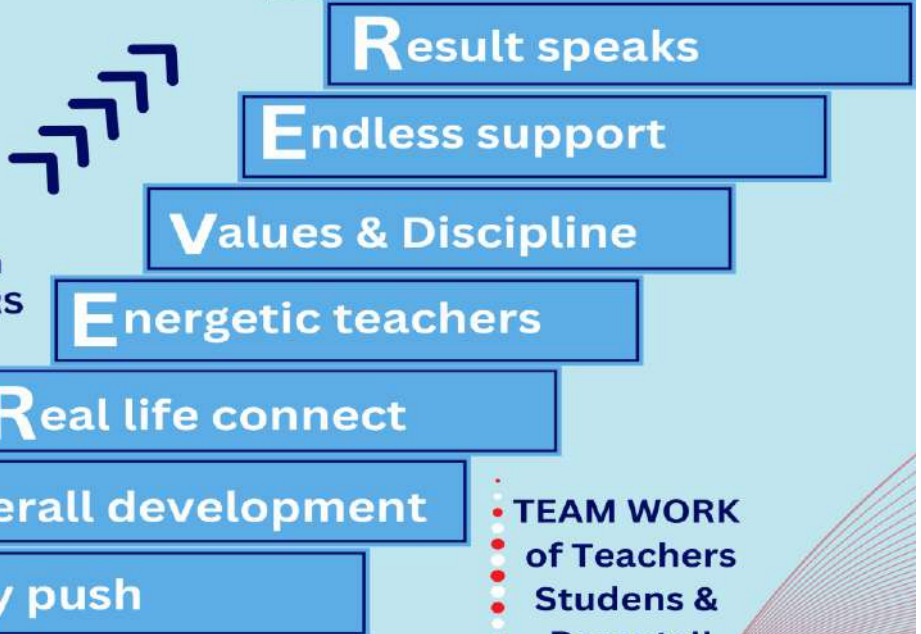 Result speaks
Endless support
Values & Discipline
RS
Energetic teachers
Real life connect
erall development
y push
TEAM WORK
of Teachers
Studens &